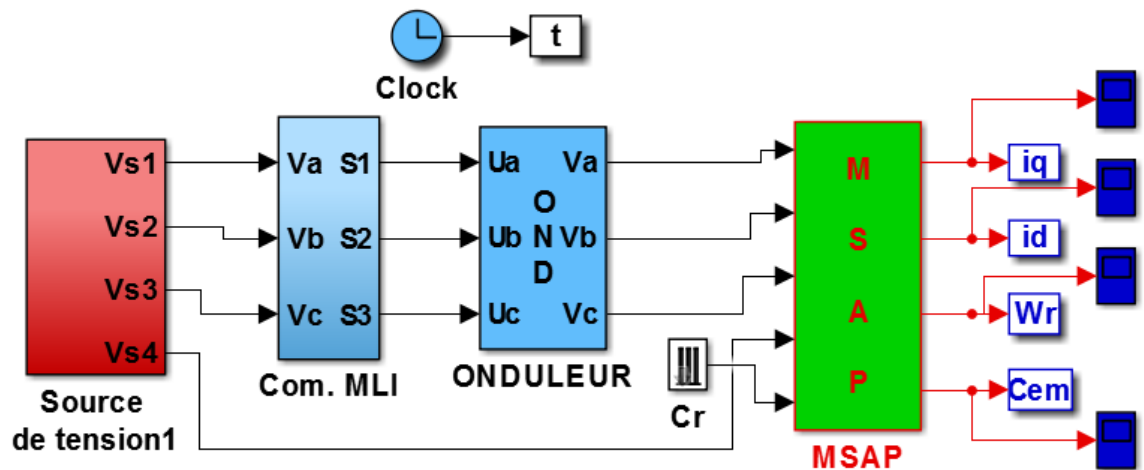 t
Clock
Vs1
Vs2
Vs3
Vs4
Source
de tension1
Va S1
Vb S2
Vc S3
Com. MLI
Ua Va
Ub Vb
Uc Vc
O
N
D
ONDULEUR
Cr
M
S
A
P
MSAP
iq
id
Wr
Cem